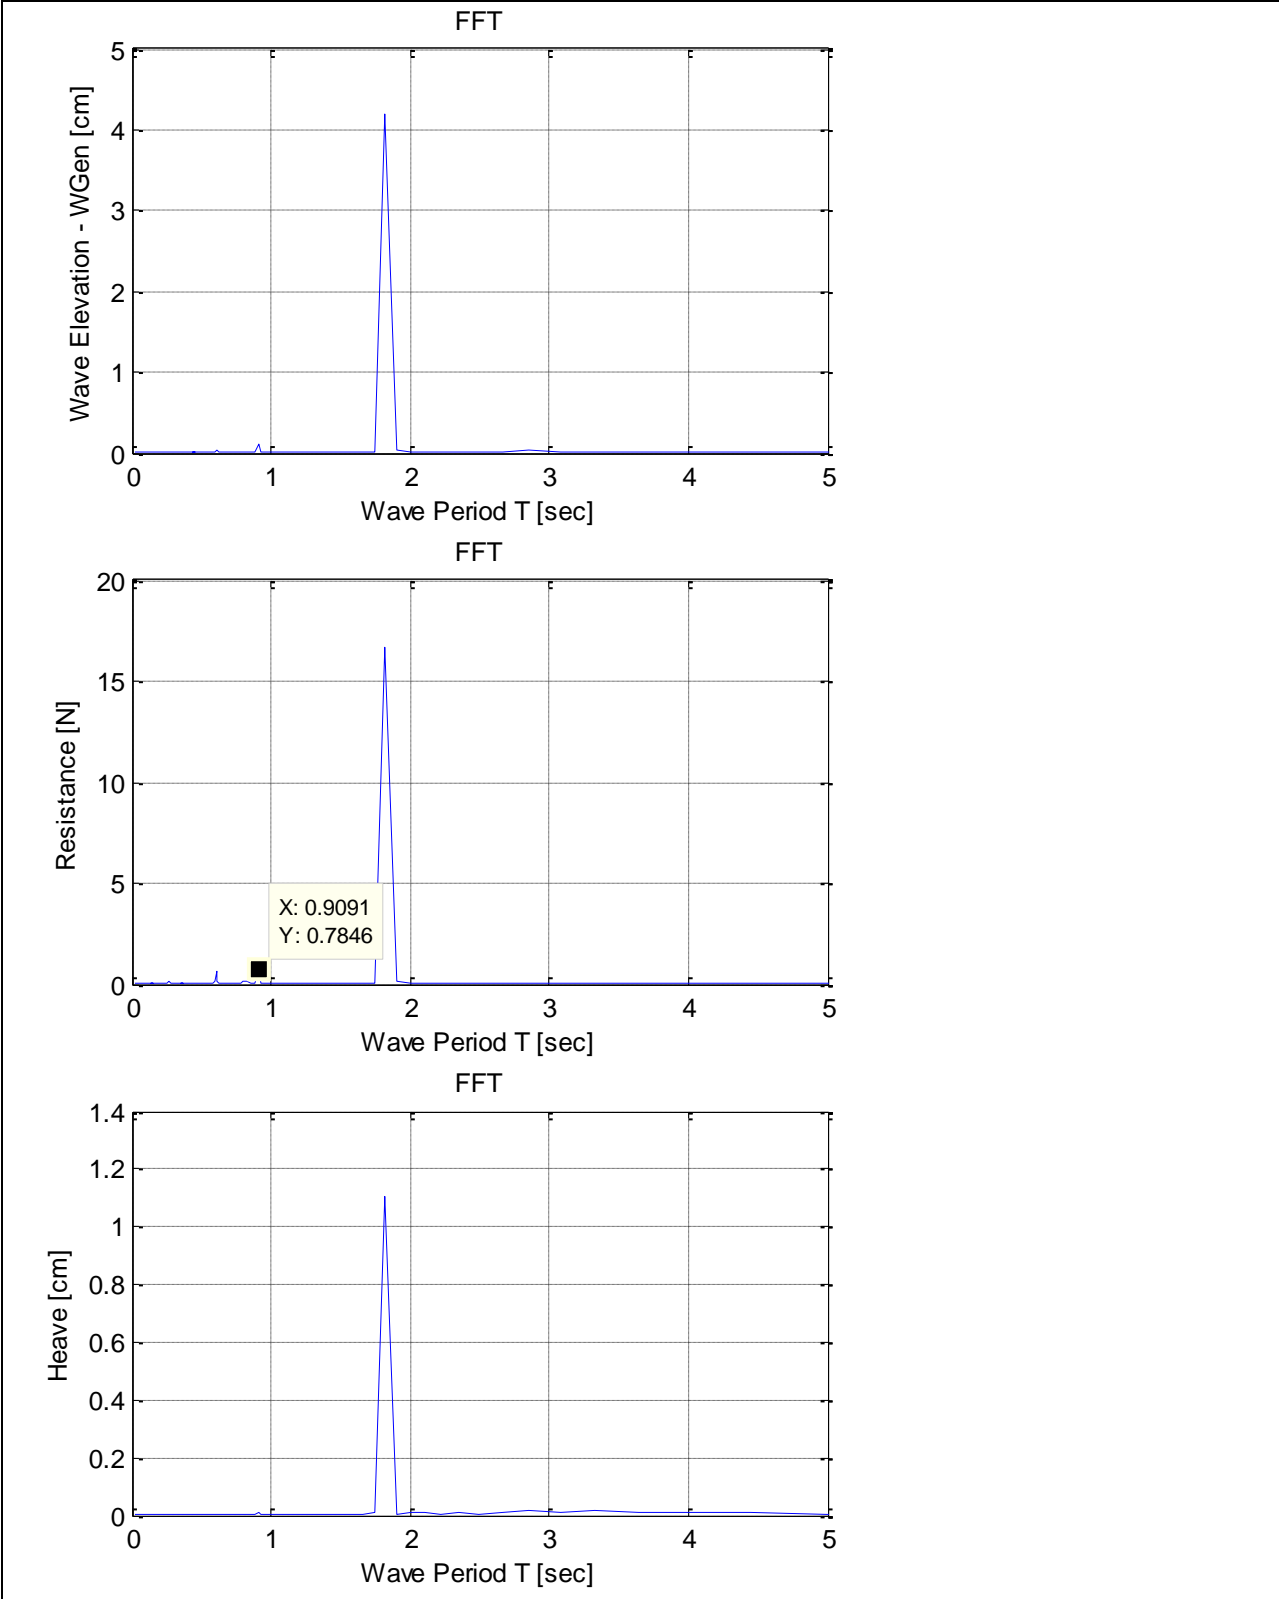 FFT
5
4
3
2
1
0
Wave Elevation - WGen [cm]
0 1 2 3 4 5
Wave Period T [sec]
FFT
20
15
10
5
0
Resistance [N]
X: 0.9091
Y: 0.7846
0 1 2 3 4 5
Wave Period T [sec]
FFT
1.4
1.2
1
0.8
0.6
0.4
0.2
0
Heave [cm]
0 1 2 3 4 5
Wave Period T [sec]